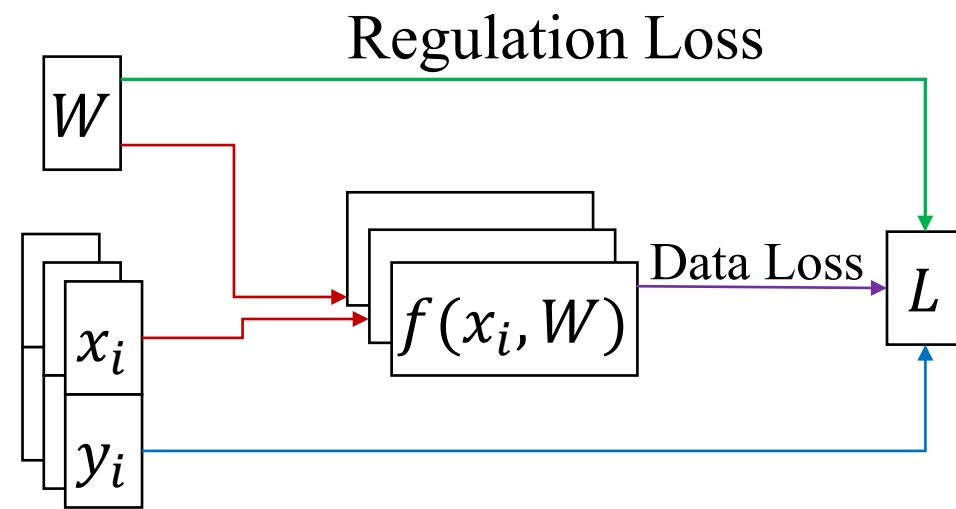 Regulation Loss
W
Data Loss
L
f(xᵢ, W)
xᵢ
yᵢ